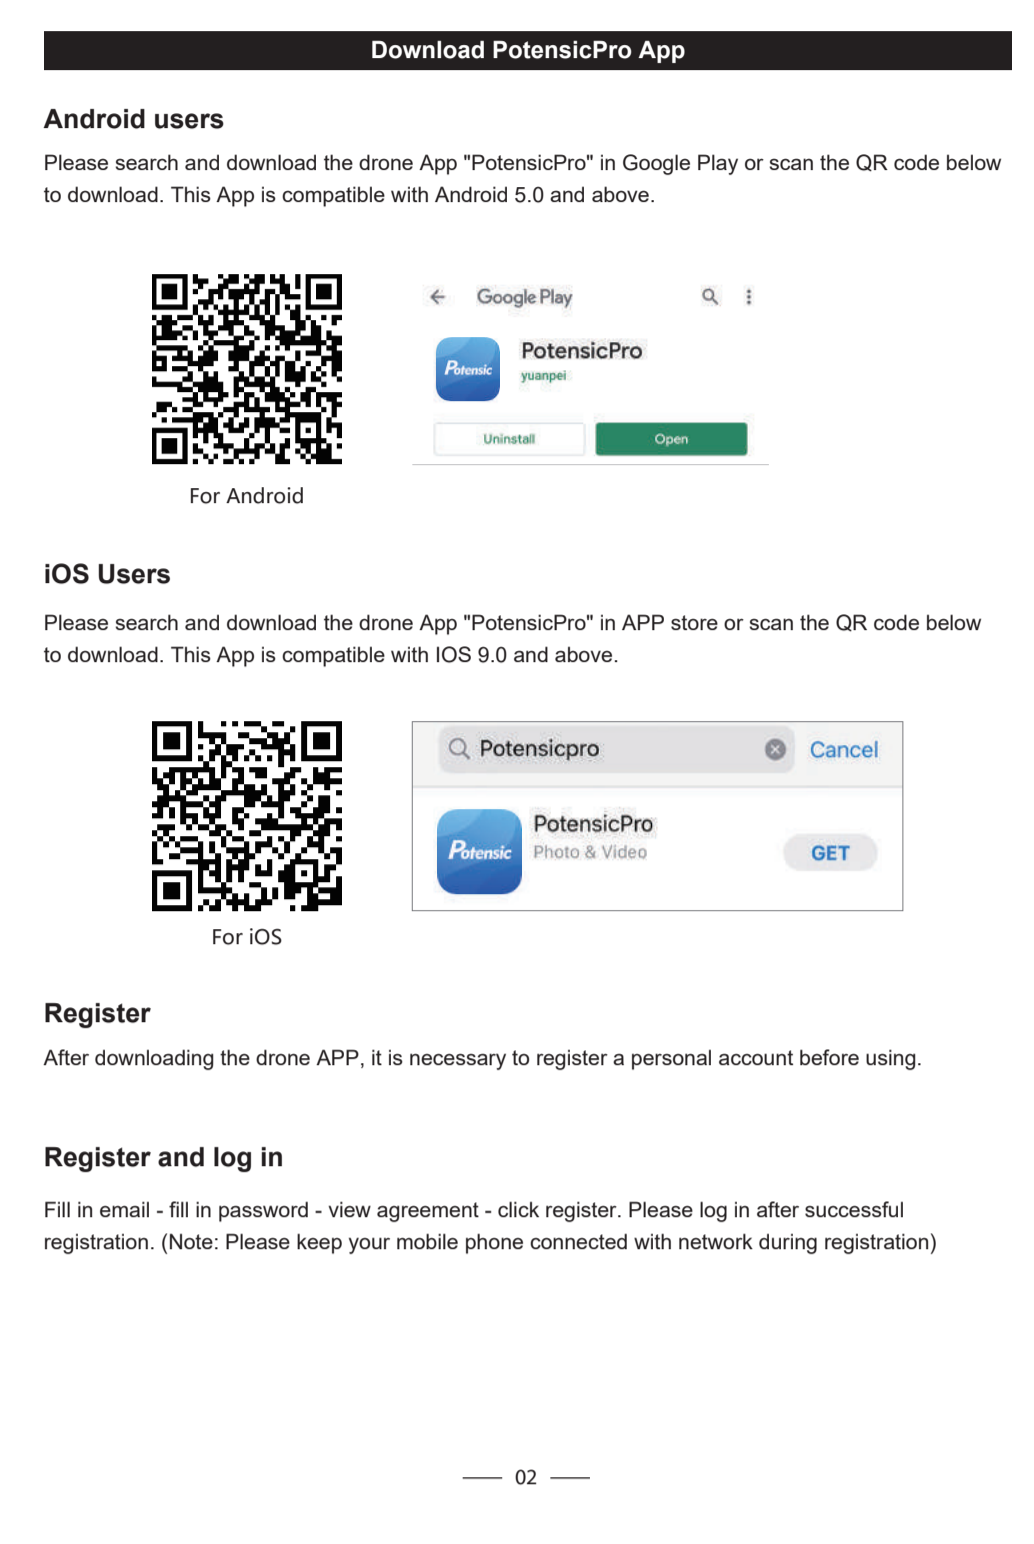 Download PotensicPro App
Android users
Please search and download the drone App "PotensicPro" in Google Play or scan the QR code below
to download. This App is compatible with Android 5.0 and above.
Google Play
Potensic
PotensicPro
yuanpei
Uninstall
Open
For Android
iOS Users
Please search and download the drone App "PotensicPro" in APP store or scan the QR code below
to download. This App is compatible with IOS 9.0 and above.
Potensicpro
Cancel
Potensic
PotensicPro
Photo & Video
GET
For iOS
Register
After downloading the drone APP, it is necessary to register a personal account before using.
Register and log in
Fill in email - fill in password - view agreement - click register. Please log in after successful
registration. (Note: Please keep your mobile phone connected with network during registration)
02